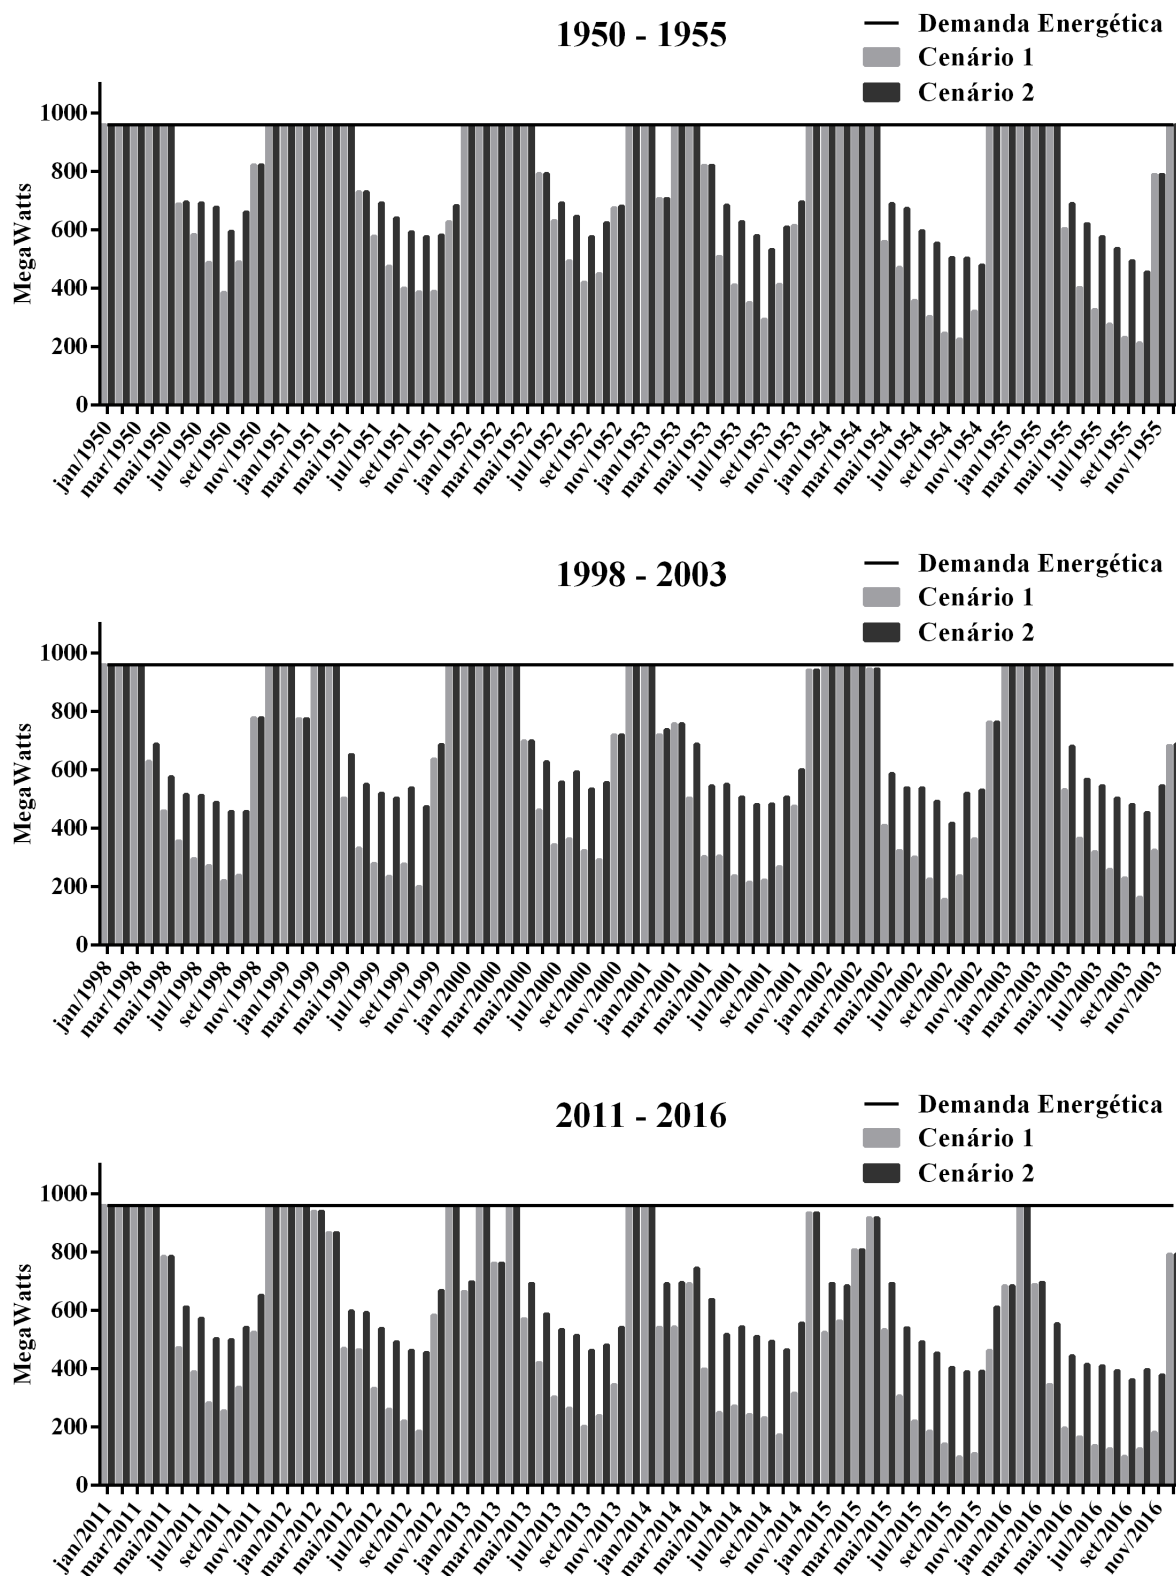 1950 - 1955
Demanda Energética
Cenário 1
Cenário 2
MegaWatts
1000
800
600
400
200
0
jan/1950
mar/1950
mai/1950
jul/1950
set/1950
nov/1950
jan/1951
mar/1951
mai/1951
jul/1951
set/1951
nov/1951
jan/1952
mar/1952
mai/1952
jul/1952
set/1952
nov/1952
jan/1953
mar/1953
mai/1953
jul/1953
set/1953
nov/1953
jan/1954
mar/1954
mai/1954
jul/1954
set/1954
nov/1954
jan/1955
mar/1955
mai/1955
jul/1955
set/1955
nov/1955
1998 - 2003
Demanda Energética
Cenário 1
Cenário 2
MegaWatts
1000
800
600
400
200
0
jan/1998
mar/1998
mai/1998
jul/1998
set/1998
nov/1998
jan/1999
mar/1999
mai/1999
jul/1999
set/1999
nov/1999
jan/2000
mar/2000
mai/2000
jul/2000
set/2000
nov/2000
jan/2001
mar/2001
mai/2001
jul/2001
set/2001
nov/2001
jan/2002
mar/2002
mai/2002
jul/2002
set/2002
nov/2002
jan/2003
mar/2003
mai/2003
jul/2003
set/2003
nov/2003
2011 - 2016
Demanda Energética
Cenário 1
Cenário 2
MegaWatts
1000
800
600
400
200
0
jan/2011
mar/2011
mai/2011
jul/2011
set/2011
nov/2011
jan/2012
mar/2012
mai/2012
jul/2012
set/2012
nov/2012
jan/2013
mar/2013
mai/2013
jul/2013
set/2013
nov/2013
jan/2014
mar/2014
mai/2014
jul/2014
set/2014
nov/2014
jan/2015
mar/2015
mai/2015
jul/2015
set/2015
nov/2015
jan/2016
mar/2016
mai/2016
jul/2016
set/2016
nov/2016